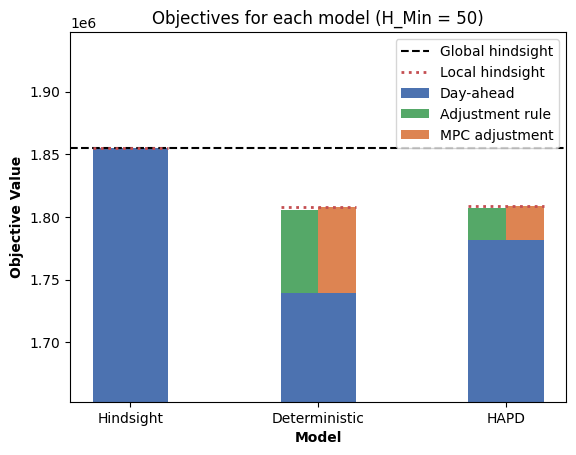 Objectives for each model (H_Min = 50)
1e6
Global hindsight
Local hindsight
Day-ahead
Adjustment rule
MPC adjustment
1.90
1.85
1.80
1.75
1.70
Objective Value
Hindsight
Deterministic
HAPD
Model